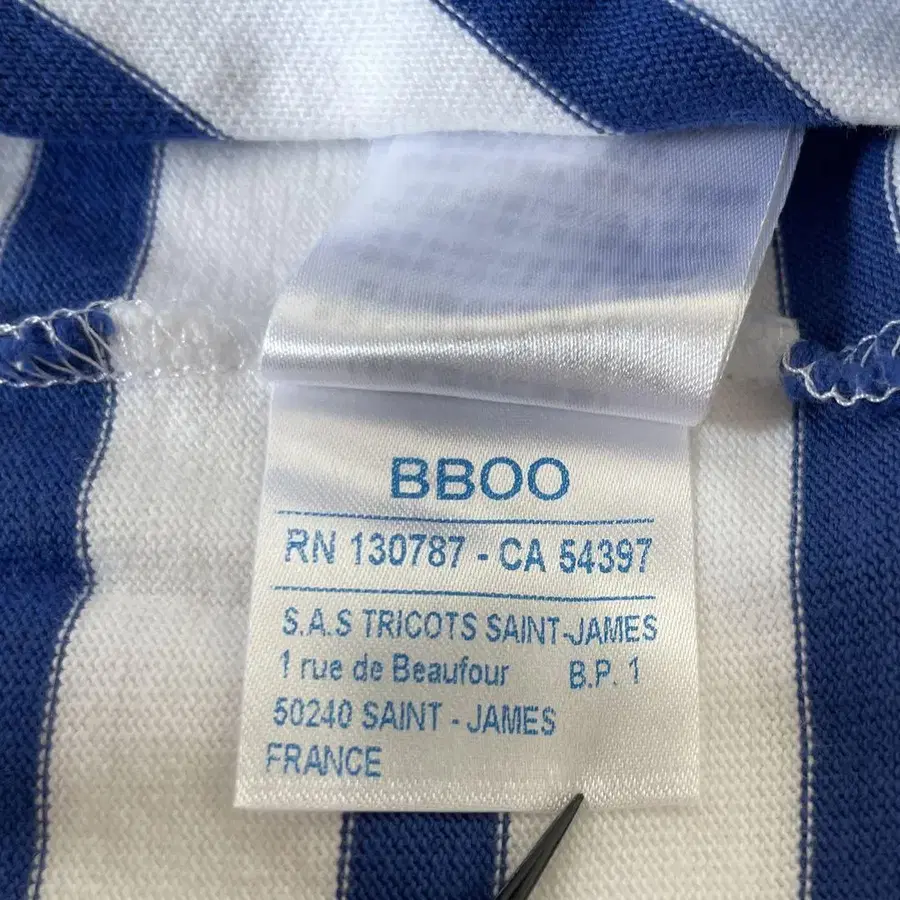 BBOO
RN 130787 - CA 54397
S.A.S TRICOTS SAINT-JAMES
1 rue de Beaufour B.P. 1
50240 SAINT - JAMES
FRANCE